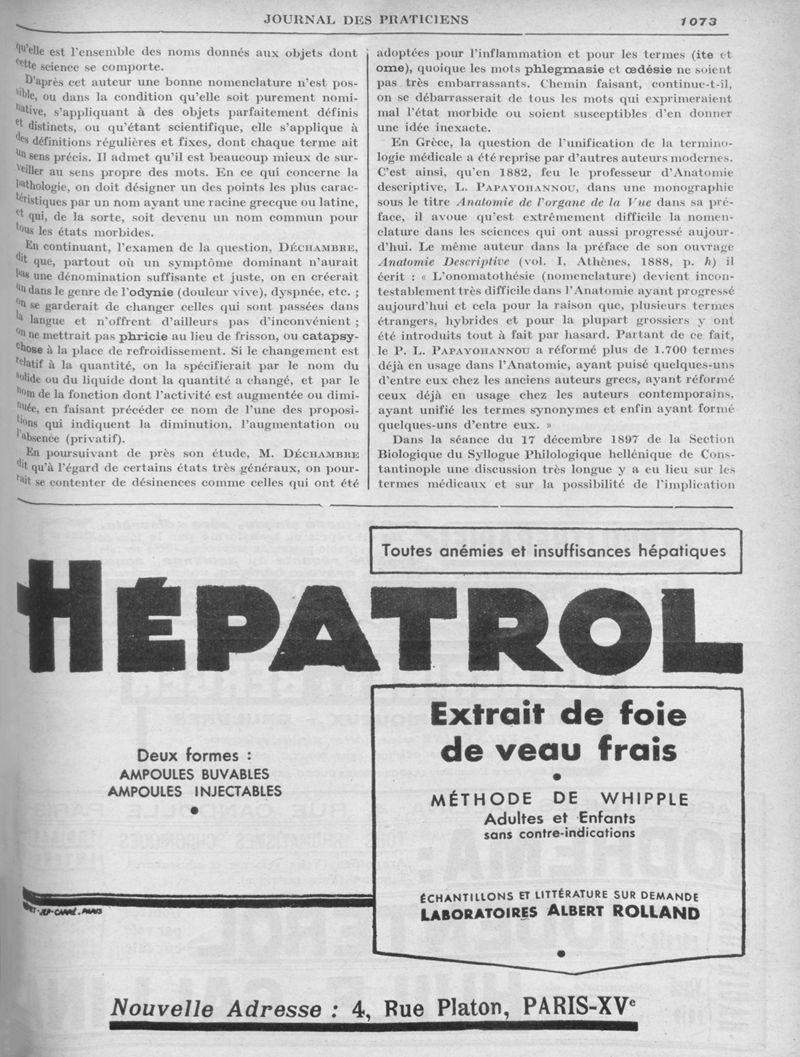 JOURNAL DES PRATICIENS
1073
qu'elle est l'ensemble des noms donnés aux objets dont
cette science se comporte.
D'après cet auteur une bonne nomenclature n'est pos-
sible, ou dans la condition qu'elle soit purement nomi-
native, s'appliquant à des objets parfaitement définis
et distincts, ou qu'étant scientifique, elle s'applique à
des définitions régulières et fixes, dont chaque terme ait
un sens précis. Il admet qu'il est beaucoup mieux de sur-
veiller au sens propre des mots. En ce qui concerne la
pathologie, on doit désigner un des points les plus carac-
téristiques par un nom ayant une racine grecque ou latine,
et qui, de la sorte, soit devenu un nom commun pour
tous les états morbides.
En continuant, l'examen de la question, DÉCHAMBRE,
dit que, partout où un symptôme dominant n'aurait
pas une dénomination suffisante et juste, on en créerait
un dans le genre de l'odynie (douleur vive), dyspnée, etc. ;
on se garderait de changer celles qui sont passées dans
la langue et n'offrent d'ailleurs pas d'inconvénient ;
on ne mettrait pas phricie au lieu de frisson, ou catapsy-
chose à la place de refroidissement. Si le changement est
relatif à la quantité, on la spécifierait par le nom du
solide ou du liquide dont la quantité a changé, et par le
nom de la fonction dont l'activité est augmentée ou dimi-
nuée, en faisant précéder ce nom de l'une des proposi-
tions qui indiquent la diminution, l'augmentation ou
l'absence (privatif).
En poursuivant de près son étude, M. DÉCHAMBRE
dit qu'à l'égard de certains états très généraux, on pour-
rait se contenter de désinences comme celles qui ont été
adoptées pour l'inflammation et pour les termes (ite et
ome), quoique les mots phlegmasie et œdésie ne soient
pas très embarrassants. Chemin faisant, continue-t-il,
on se débarrasserait de tous les mots qui exprimeraient
mal l'état morbide ou soient susceptibles d'en donner
une idée inexacte.
En Grèce, la question de l'unification de la termino-
logie médicale a été reprise par d'autres auteurs modernes.
C'est ainsi, qu'en 1882, feu le professeur d'Anatomie
descriptive, L. PAPAYOHANNOU, dans une monographie
sous le titre Anatomie de l'organe de la Vue dans sa pré-
face, il avoue qu'est extrêmement difficile la nomen-
clature dans les sciences qui ont aussi progressé aujour-
d'hui. Le même auteur dans la préface de son ouvrage
Anatomie Descriptive (vol. I, Athènes, 1888, p. h) il
écrit : « L'onomatothésie (nomenclature) devient incon-
testablement très difficile dans l'Anatomie ayant progressé
aujourd'hui et cela pour la raison que, plusieurs termes
étrangers, hybrides et pour la plupart grossiers y ont
été introduits tout à fait par hasard. Partant de ce fait,
le P. L. PAPAYOHANNOU a réformé plus de 1.700 termes
déjà en usage dans l'Anatomie, ayant puisé quelques-uns
d'entre eux chez les anciens auteurs grecs, ayant réformé
ceux déjà en usage chez les auteurs contemporains,
ayant unifié les termes synonymes et enfin ayant formé
quelques-uns d'entre eux. »
Dans la séance du 17 décembre 1897 de la Section
Biologique du Syllogue Philologique hellénique de Cons-
tantinople une discussion très longue y a eu lieu sur les
termes médicaux et sur la possibilité de l'implication
Toutes anémies et insuffisances hépatiques
HÉPATROL
Extrait de foie
de veau frais
Deux formes :
AMPOULES BUVABLES
AMPOULES INJECTABLES
MÉTHODE DE WHIPPLE
Adultes et Enfants
sans contre-indications
ÉCHANTILLONS ET LITTÉRATURE SUR DEMANDE
LABORATOIRES ALBERT ROLLAND
Nouvelle Adresse : 4, Rue Platon, PARIS-XVe